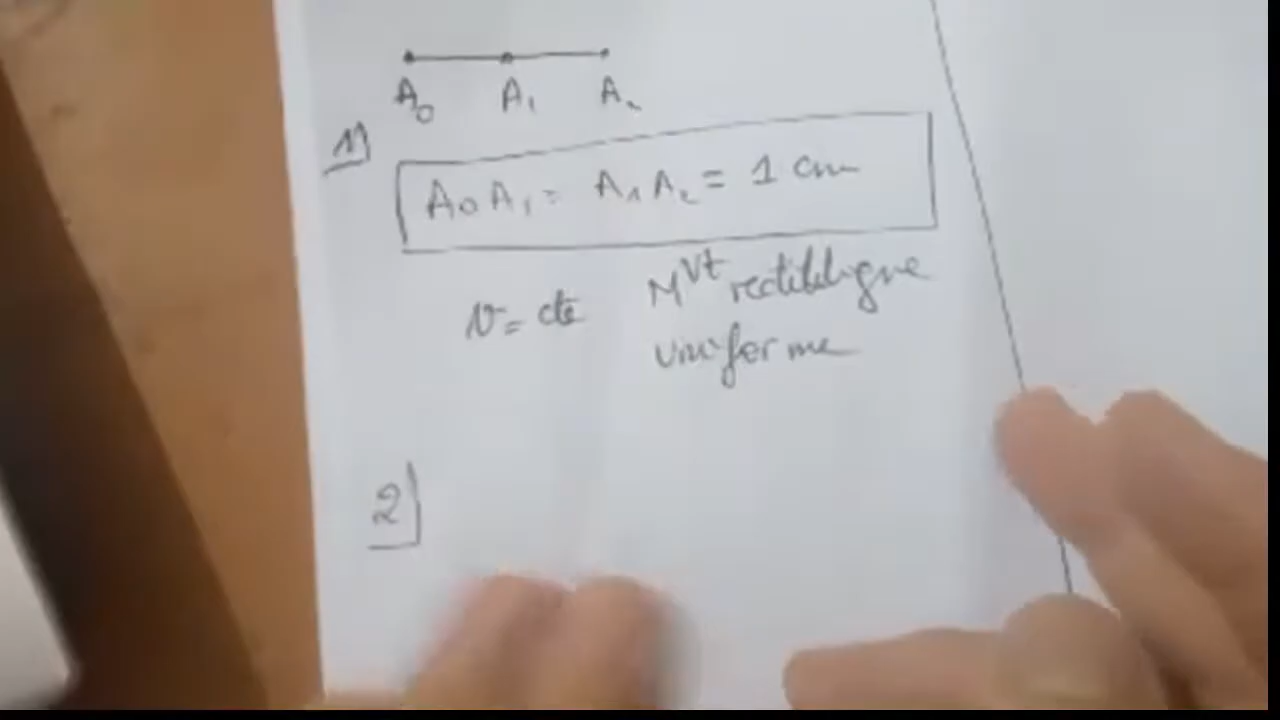 A₀ A₁ A₂
1)
A₀A₁ = A₁A₂ = 1 cm
v = cte Mvt rectiligne
uniforme
2)